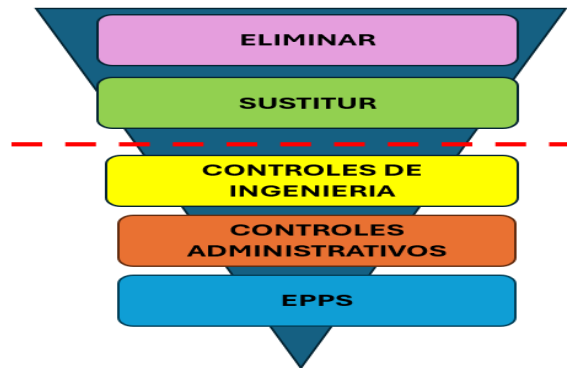 ELIMINAR
SUSTITUR
CONTROLES DE
INGENIERIA
CONTROLES
ADMINISTRATIVOS
EPPS